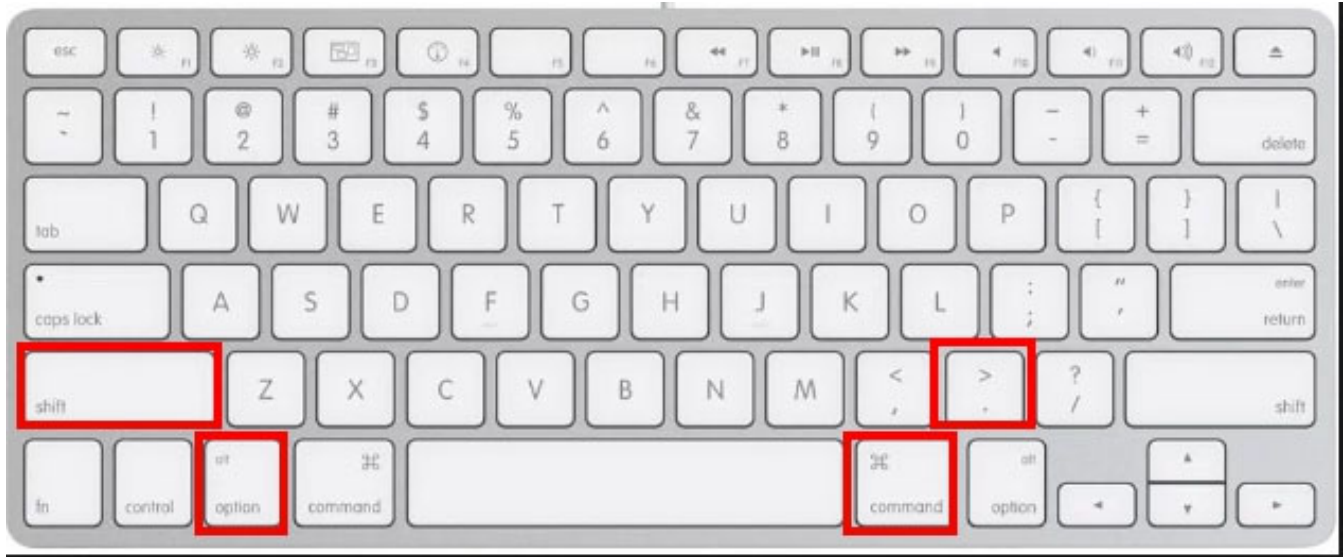 esc F1 F2 F3 F4 F5 F6 F7 F8 F9 F10 F11 F12
~ ! @ # $ % ^ & * ( ) — +
` 1 2 3 4 5 6 7 8 9 0 - = delete
tab Q W E R T Y U I O P { [ } ] | \
caps lock A S D F G H J K L : ; " ' enter return
shift Z X C V B N M < , > . ? / shift
fn control alt option ⌘ command ⌘ command alt option